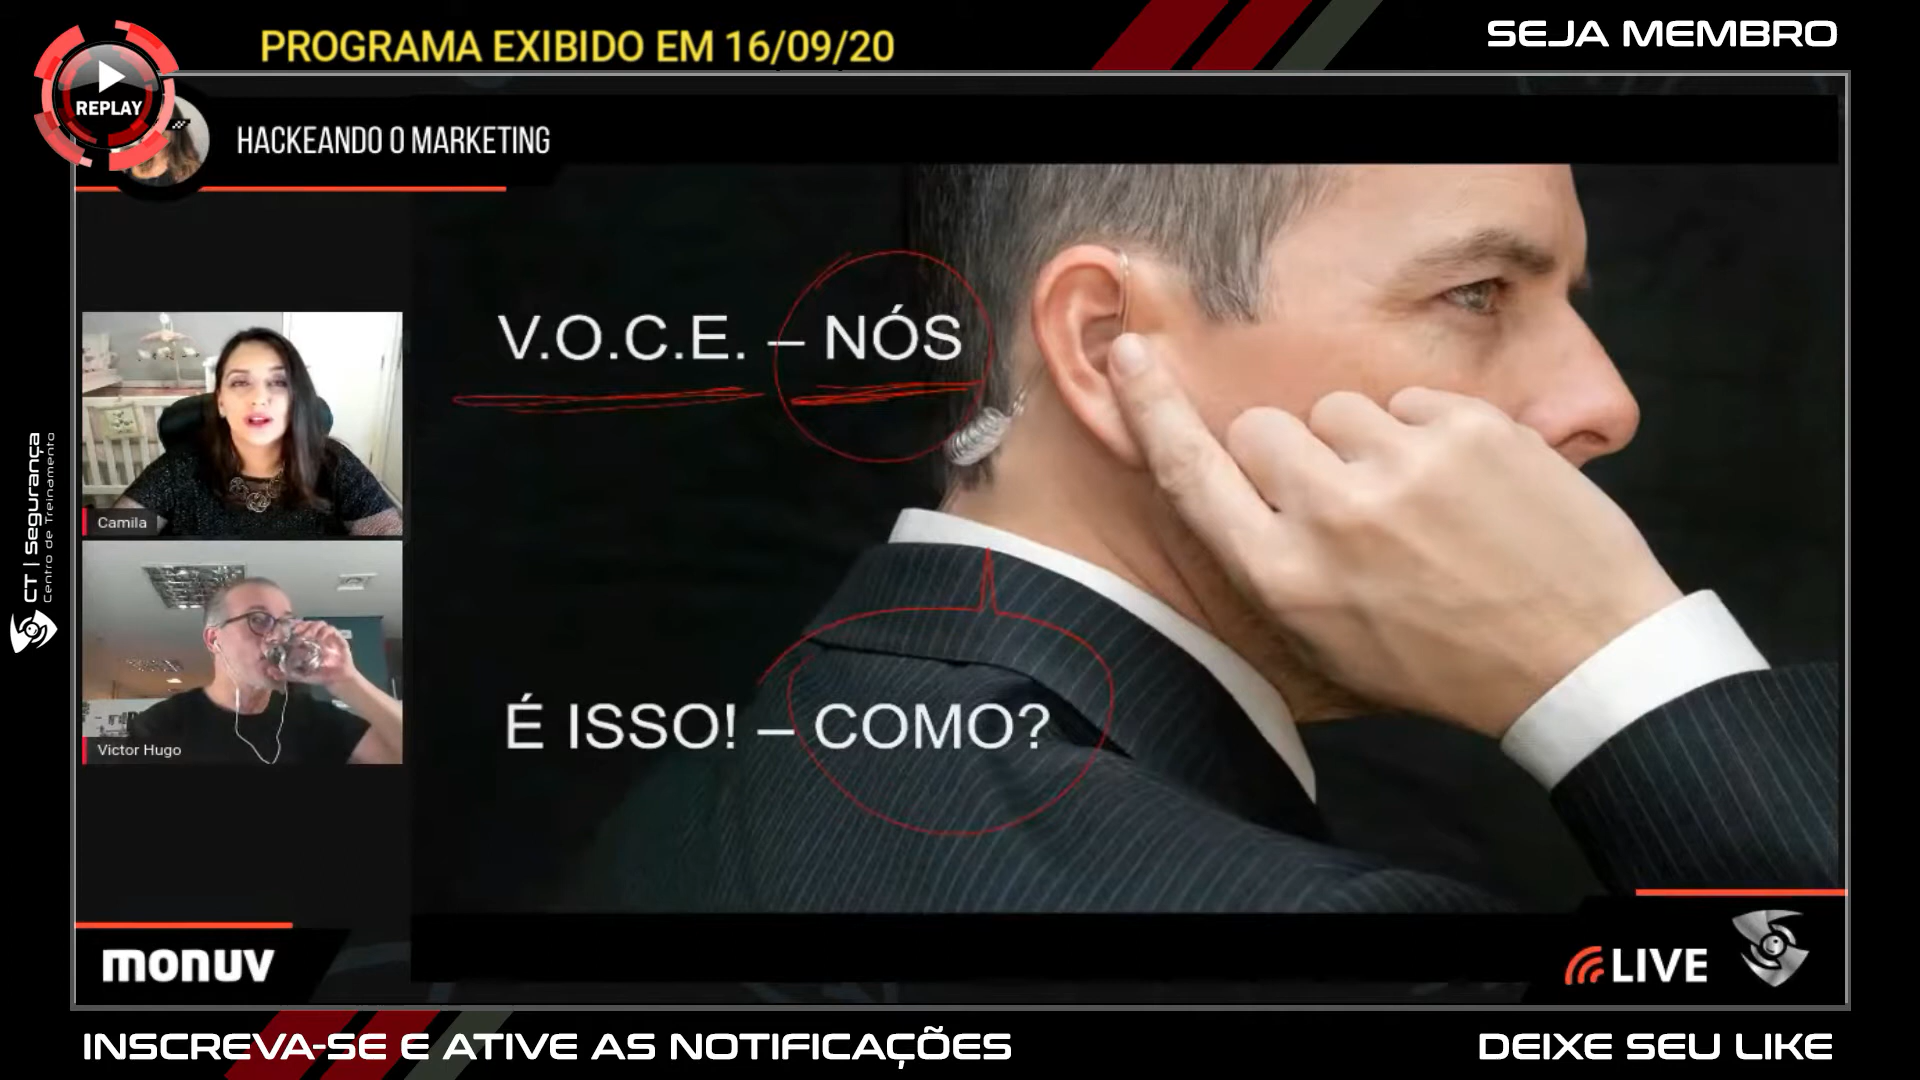 PROGRAMA EXIBIDO EM 16/09/20
SEJA MEMBRO
REPLAY
HACKEANDO O MARKETING
V.O.C.E. – NÓS
É ISSO! – COMO?
Camila
Victor Hugo
CT | Segurança
Centro de Treinamento
monuv
LIVE
INSCREVA-SE E ATIVE AS NOTIFICAÇÕES
DEIXE SEU LIKE